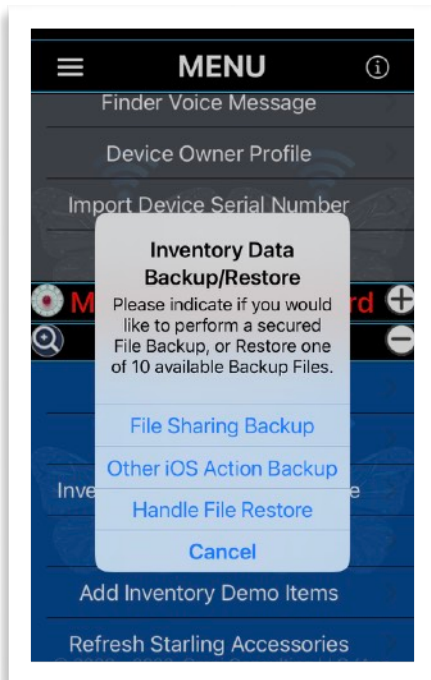 MENU
Finder Voice Message
Device Owner Profile
Import Device Serial Number
Inventory Data
Backup/Restore
Please indicate if you would
like to perform a secured
File Backup, or Restore one
of 10 available Backup Files.
File Sharing Backup
Other iOS Action Backup
Handle File Restore
Cancel
Add Inventory Demo Items
Refresh Starling Accessories